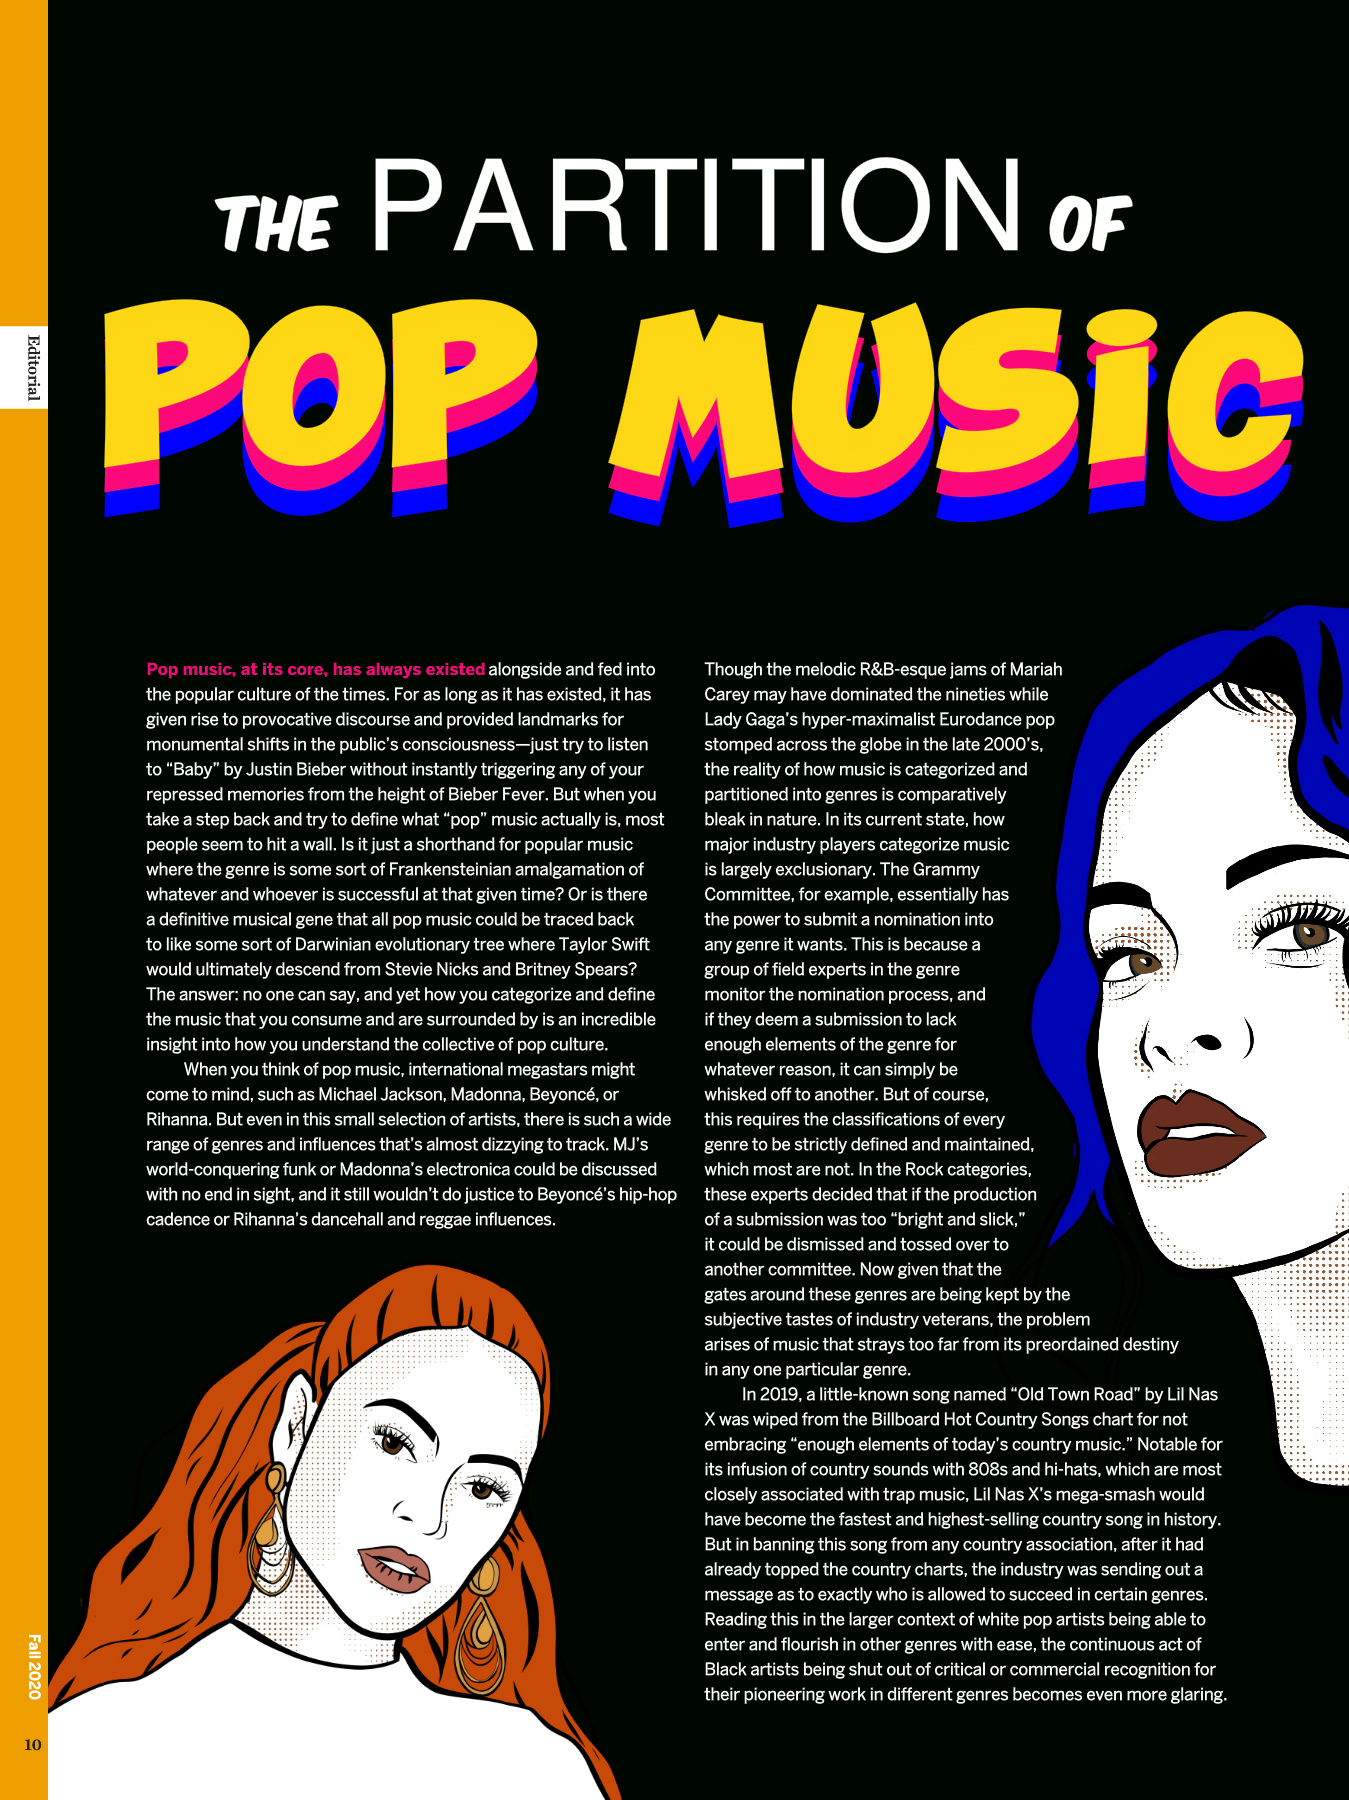 THE PARTITION OF
POP MUSiC
Editorial
Pop music, at its core, has always existed alongside and fed into
the popular culture of the times. For as long as it has existed, it has
given rise to provocative discourse and provided landmarks for
monumental shifts in the public’s consciousness—just try to listen
to “Baby” by Justin Bieber without instantly triggering any of your
repressed memories from the height of Bieber Fever. But when you
take a step back and try to define what “pop” music actually is, most
people seem to hit a wall. Is it just a shorthand for popular music
where the genre is some sort of Frankensteinian amalgamation of
whatever and whoever is successful at that given time? Or is there
a definitive musical gene that all pop music could be traced back
to like some sort of Darwinian evolutionary tree where Taylor Swift
would ultimately descend from Stevie Nicks and Britney Spears?
The answer: no one can say, and yet how you categorize and define
the music that you consume and are surrounded by is an incredible
insight into how you understand the collective of pop culture.
When you think of pop music, international megastars might
come to mind, such as Michael Jackson, Madonna, Beyoncé, or
Rihanna. But even in this small selection of artists, there is such a wide
range of genres and influences that’s almost dizzying to track. MJ’s
world-conquering funk or Madonna’s electronica could be discussed
with no end in sight, and it still wouldn’t do justice to Beyoncé’s hip-hop
cadence or Rihanna’s dancehall and reggae influences.
Though the melodic R&B-esque jams of Mariah
Carey may have dominated the nineties while
Lady Gaga’s hyper-maximalist Eurodance pop
stomped across the globe in the late 2000’s,
the reality of how music is categorized and
partitioned into genres is comparatively
bleak in nature. In its current state, how
major industry players categorize music
is largely exclusionary. The Grammy
Committee, for example, essentially has
the power to submit a nomination into
any genre it wants. This is because a
group of field experts in the genre
monitor the nomination process, and
if they deem a submission to lack
enough elements of the genre for
whatever reason, it can simply be
whisked off to another. But of course,
this requires the classifications of every
genre to be strictly defined and maintained,
which most are not. In the Rock categories,
these experts decided that if the production
of a submission was too “bright and slick,”
it could be dismissed and tossed over to
another committee. Now given that the
gates around these genres are being kept by the
subjective tastes of industry veterans, the problem
arises of music that strays too far from its preordained destiny
in any one particular genre.
In 2019, a little-known song named “Old Town Road” by Lil Nas
X was wiped from the Billboard Hot Country Songs chart for not
embracing “enough elements of today’s country music.” Notable for
its infusion of country sounds with 808s and hi-hats, which are most
closely associated with trap music, Lil Nas X’s mega-smash would
have become the fastest and highest-selling country song in history.
But in banning this song from any country association, after it had
already topped the country charts, the industry was sending out a
message as to exactly who is allowed to succeed in certain genres.
Reading this in the larger context of white pop artists being able to
enter and flourish in other genres with ease, the continuous act of
Black artists being shut out of critical or commercial recognition for
their pioneering work in different genres becomes even more glaring.
Fall 2020
10